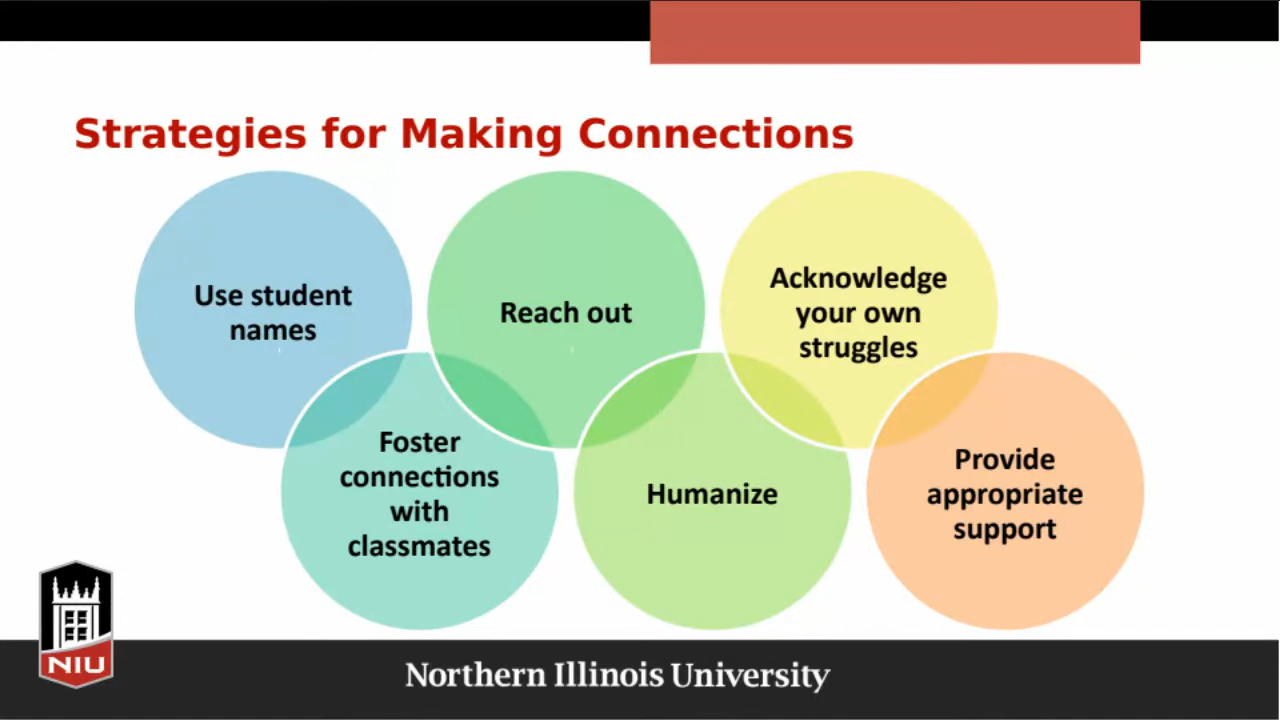 Strategies for Making Connections
Use student
names
Foster
connections
with
classmates
Reach out
Humanize
Acknowledge
your own
struggles
Provide
appropriate
support
NIU
Northern Illinois University